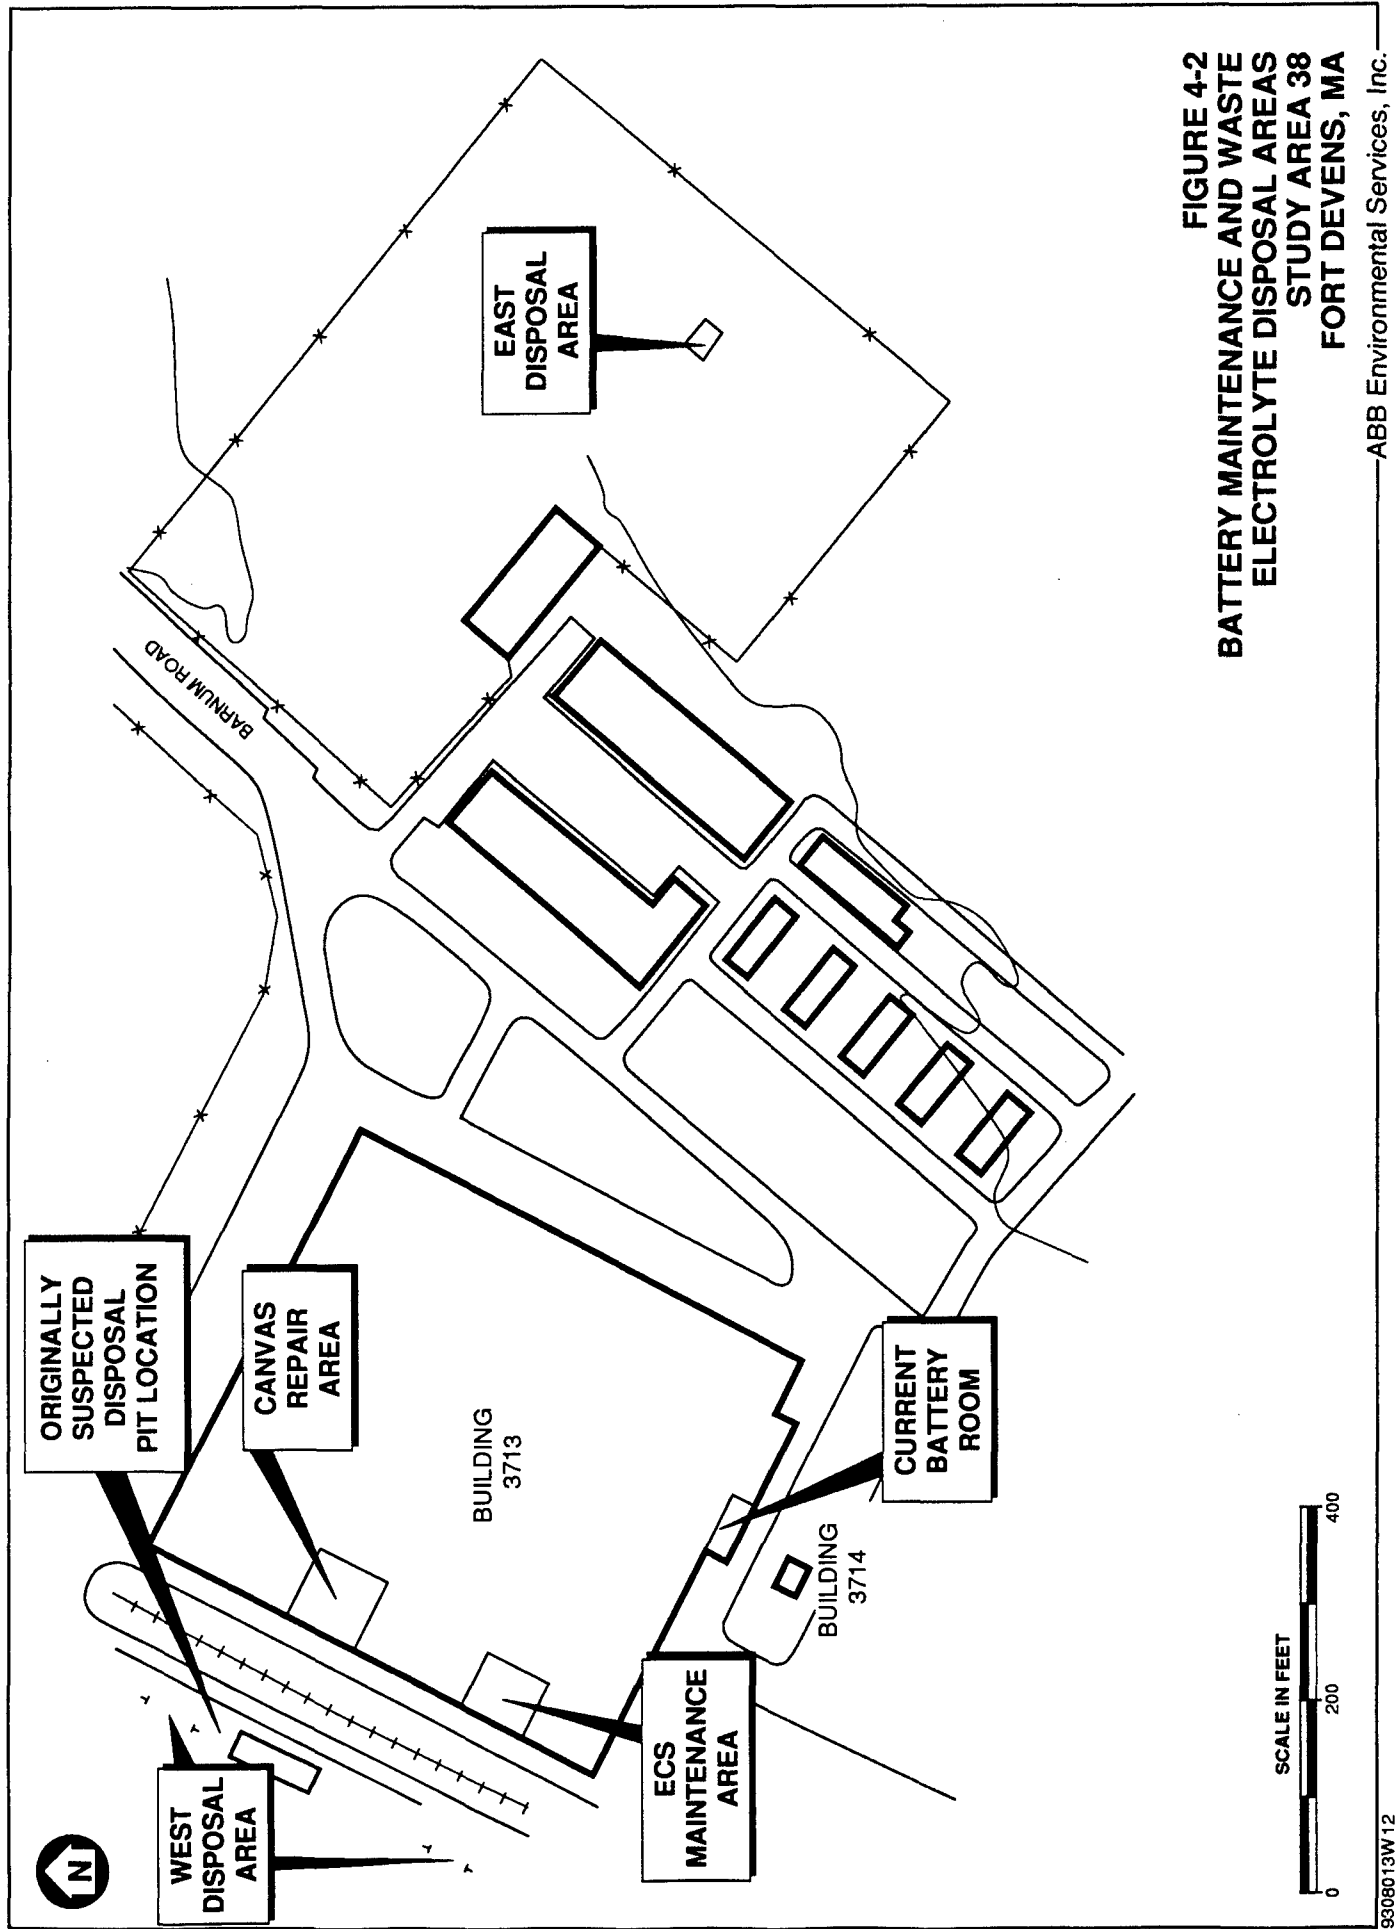 N
WEST
DISPOSAL
AREA
ORIGINALLY
SUSPECTED
DISPOSAL
PIT LOCATION
CANVAS
REPAIR
AREA
BARNUM ROAD
EAST
DISPOSAL
AREA
BUILDING
3713
ECS
MAINTENANCE
AREA
BUILDING
3714
CURRENT
BATTERY
ROOM
SCALE IN FEET
0 200 400
FIGURE 4-2
BATTERY MAINTENANCE AND WASTE
ELECTROLYTE DISPOSAL AREAS
STUDY AREA 38
FORT DEVENS, MA
9308013W12
ABB Environmental Services, Inc.